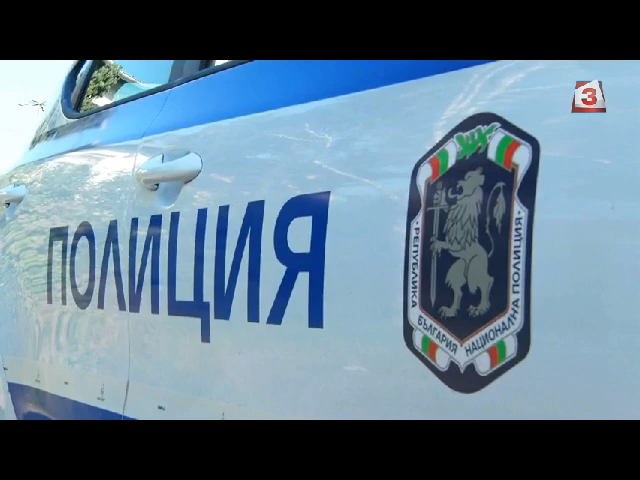 3
ПОЛИЦИЯ
РЕПУБЛИКА БЪЛГАРИЯ
НАЦИОНАЛНА ПОЛИЦИЯ